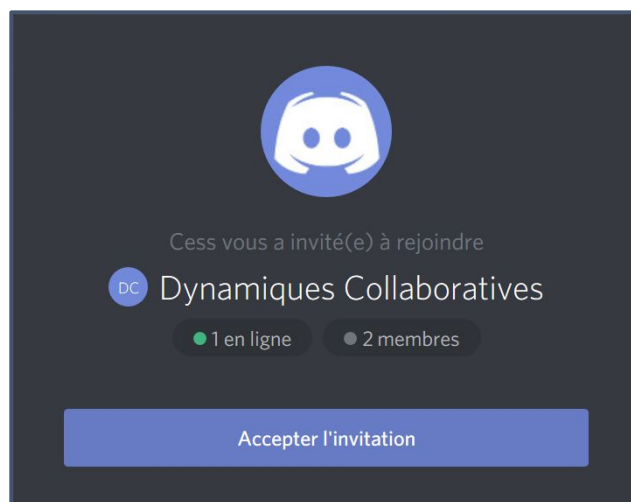 Cess vous a invité(e) à rejoindre
DC Dynamiques Collaboratives
1 en ligne 2 membres
Accepter l'invitation